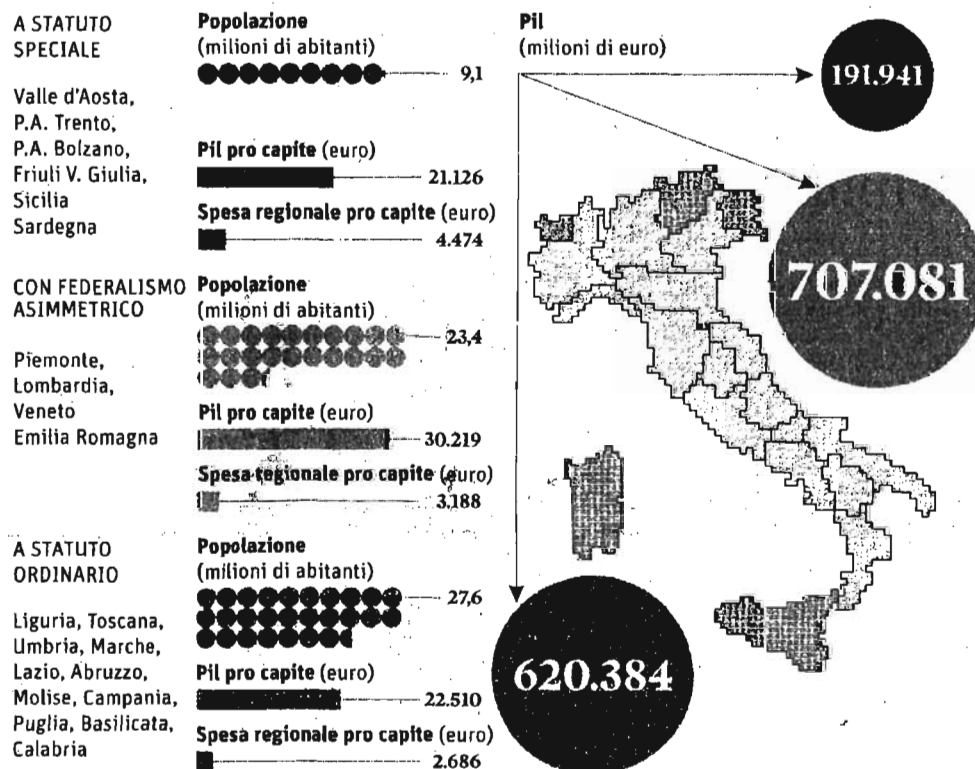 A STATUTO
SPECIALE
Valle d'Aosta,
P.A. Trento,
P.A. Bolzano,
Friuli V. Giulia,
Sicilia
Sardegna
Popolazione
(milioni di abitanti)
9,1
Pil pro capite (euro)
21.126
Spesa regionale pro capite (euro)
4.474
CON FEDERALISMO
ASIMMETRICO
Piemonte,
Lombardia,
Veneto
Emilia Romagna
Popolazione
(milioni di abitanti)
23,4
Pil pro capite (euro)
30.219
Spesa regionale pro capite (euro)
3.188
A STATUTO
ORDINARIO
Liguria, Toscana,
Umbria, Marche,
Lazio, Abruzzo,
Molise, Campania,
Puglia, Basilicata,
Calabria
Popolazione
(milioni di abitanti)
27,6
Pil pro capite (euro)
22.510
Spesa regionale pro capite (euro)
2.686
Pil
(milioni di euro)
191.941
707.081
620.384